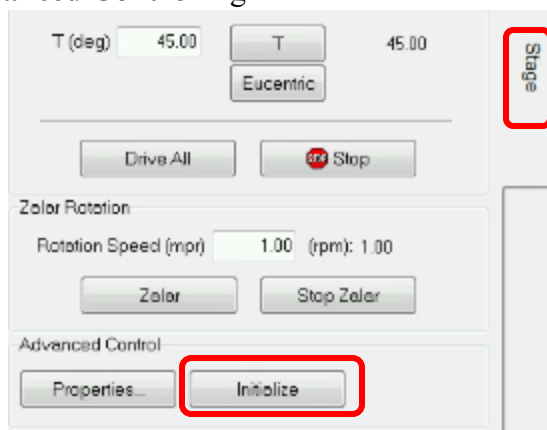 T (deg) 45.00 T 45.00
Eucentric
Drive All Stop
Zalar Rotation
Rotation Speed (mpr) 1.00 (rpm): 1.00
Zalar Stop Zalar
Advanced Control
Properties... Initialize
Stage